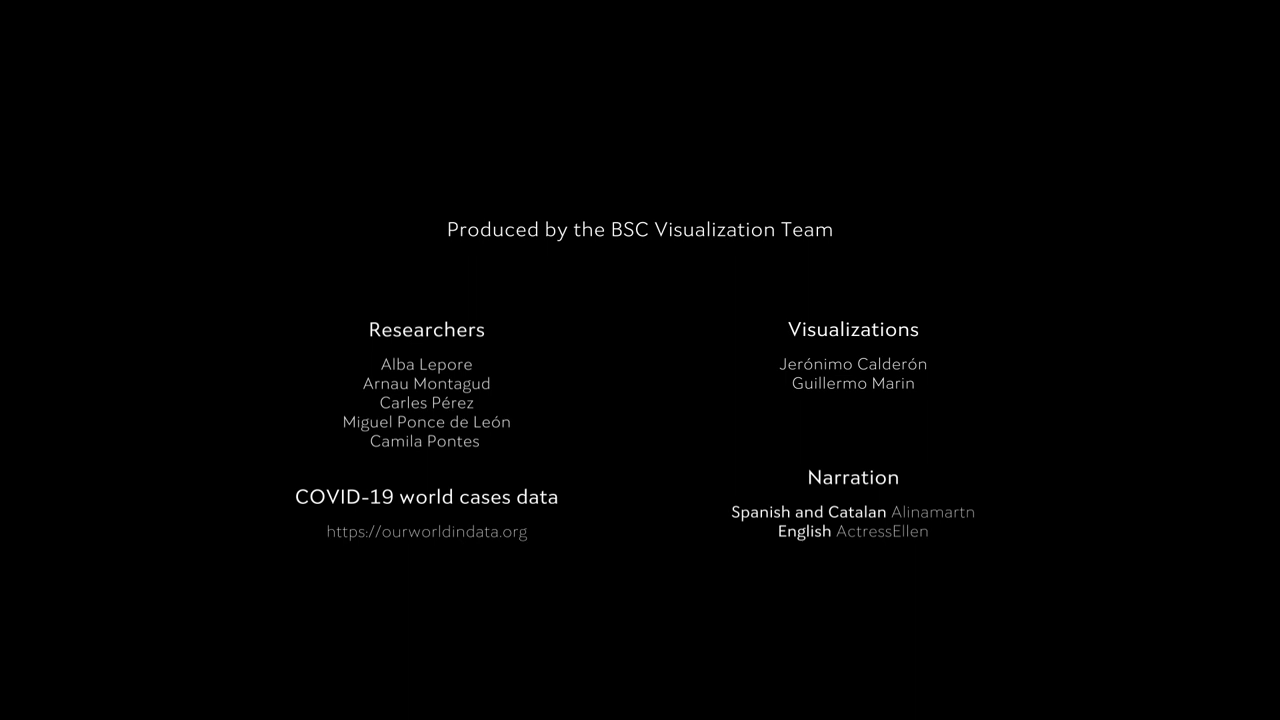 Produced by the BSC Visualization Team
Researchers
Alba Lepore
Arnau Montagud
Carles Pérez
Miguel Ponce de León
Camila Pontes
COVID-19 world cases data
https://ourworldindata.org
Visualizations
Jerónimo Calderón
Guillermo Marin
Narration
Spanish and Catalan Alinamartn
English ActressEllen